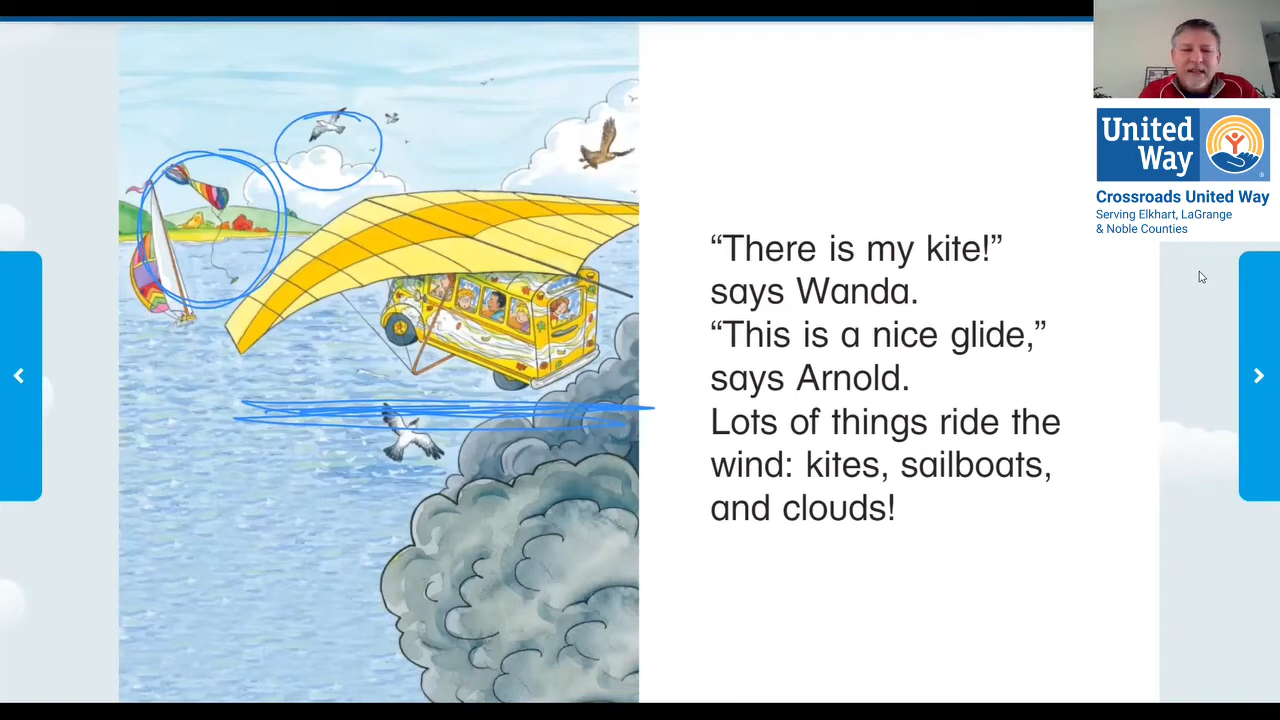 “There is my kite!”
says Wanda.
“This is a nice glide,”
says Arnold.
Lots of things ride the
wind: kites, sailboats,
and clouds!
United
Way
Crossroads United Way
Serving Elkhart, LaGrange
& Noble Counties